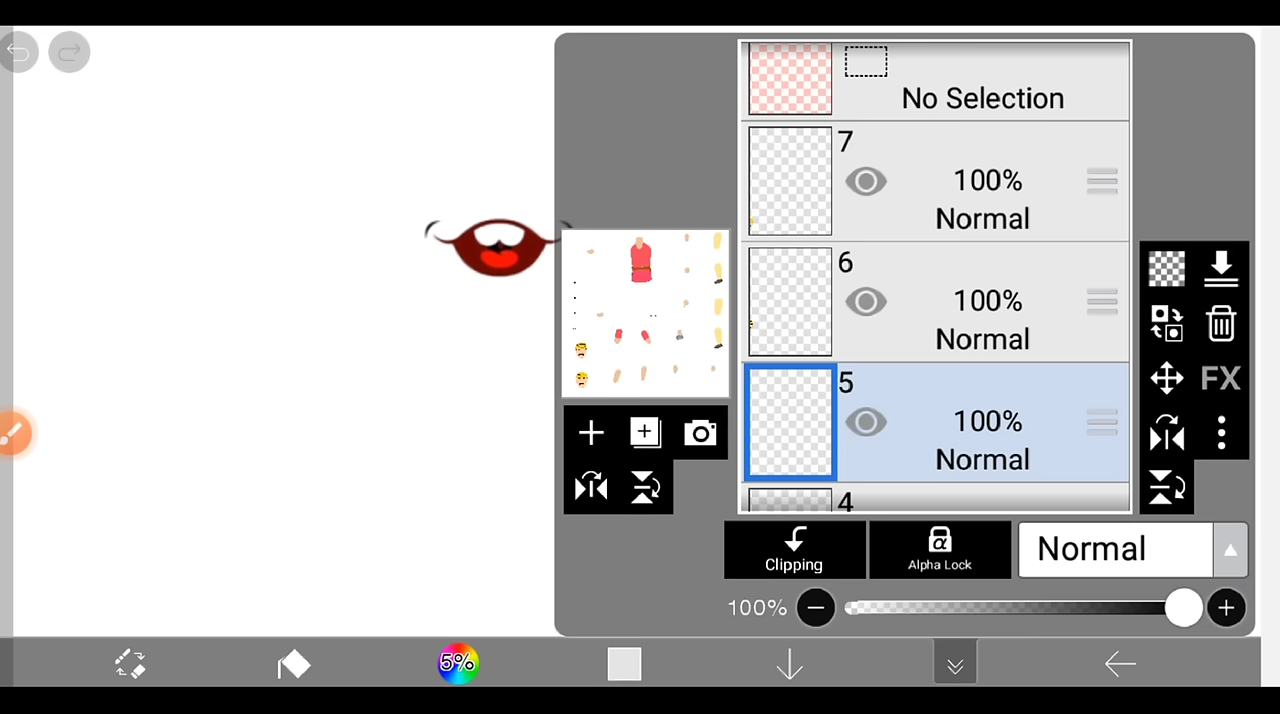 No Selection
7
100%
Normal
6
100%
Normal
5
100%
Normal
4
FX
Clipping
α
Alpha Lock
Normal
100%
5%